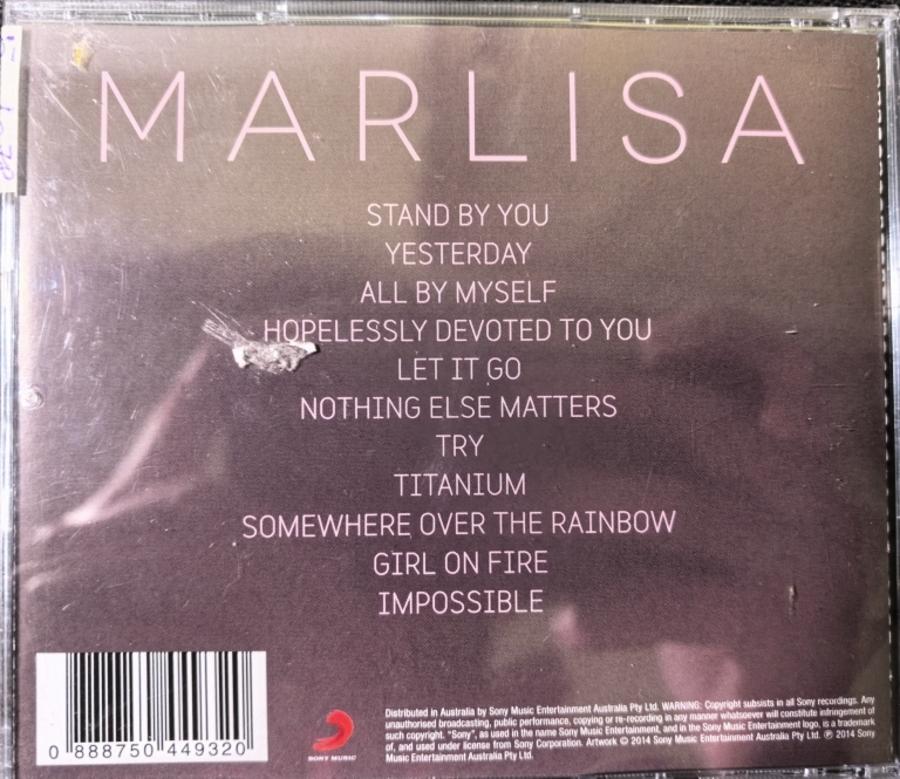 MARLISA
STAND BY YOU
YESTERDAY
ALL BY MYSELF
HOPELESSLY DEVOTED TO YOU
LET IT GO
NOTHING ELSE MATTERS
TRY
TITANIUM
SOMEWHERE OVER THE RAINBOW
GIRL ON FIRE
IMPOSSIBLE
0 888750 449320
SONY MUSIC
Distributed in Australia by Sony Music Entertainment Australia Pty Ltd. WARNING: Copyright subsists in all Sony recordings. Any
unauthorised broadcasting, public performance, copying or re-recording in any manner whatsoever will constitute infringement of
such copyright. "Sony", as used in the name Sony Music Entertainment, and in the Sony Music Entertainment logo, is a trademark
of, and used under license from Sony Corporation. Artwork © 2014 Sony Music Entertainment Australia Pty Ltd. ℗ 2014 Sony
Music Entertainment Australia Pty Ltd.